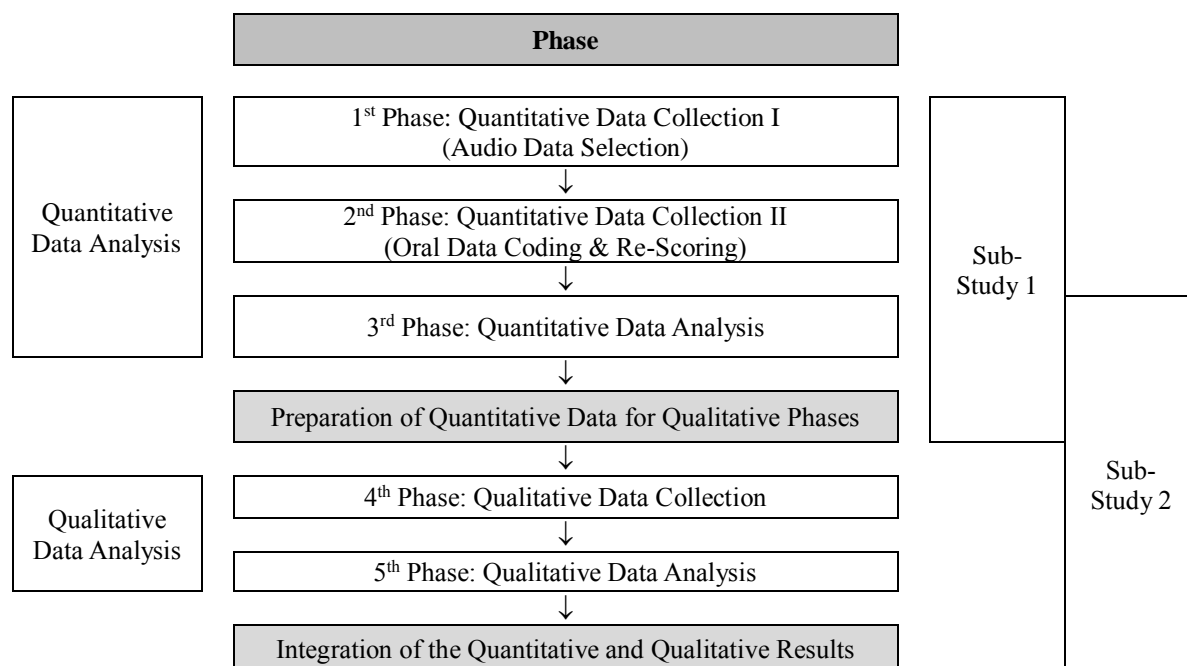 Phase
Quantitative
Data Analysis
1st Phase: Quantitative Data Collection I
(Audio Data Selection)
↓
2nd Phase: Quantitative Data Collection II
(Oral Data Coding & Re-Scoring)
↓
3rd Phase: Quantitative Data Analysis
↓
Preparation of Quantitative Data for Qualitative Phases
↓
Qualitative
Data Analysis
4th Phase: Qualitative Data Collection
↓
5th Phase: Qualitative Data Analysis
↓
Integration of the Quantitative and Qualitative Results
Sub-
Study 1
Sub-
Study 2